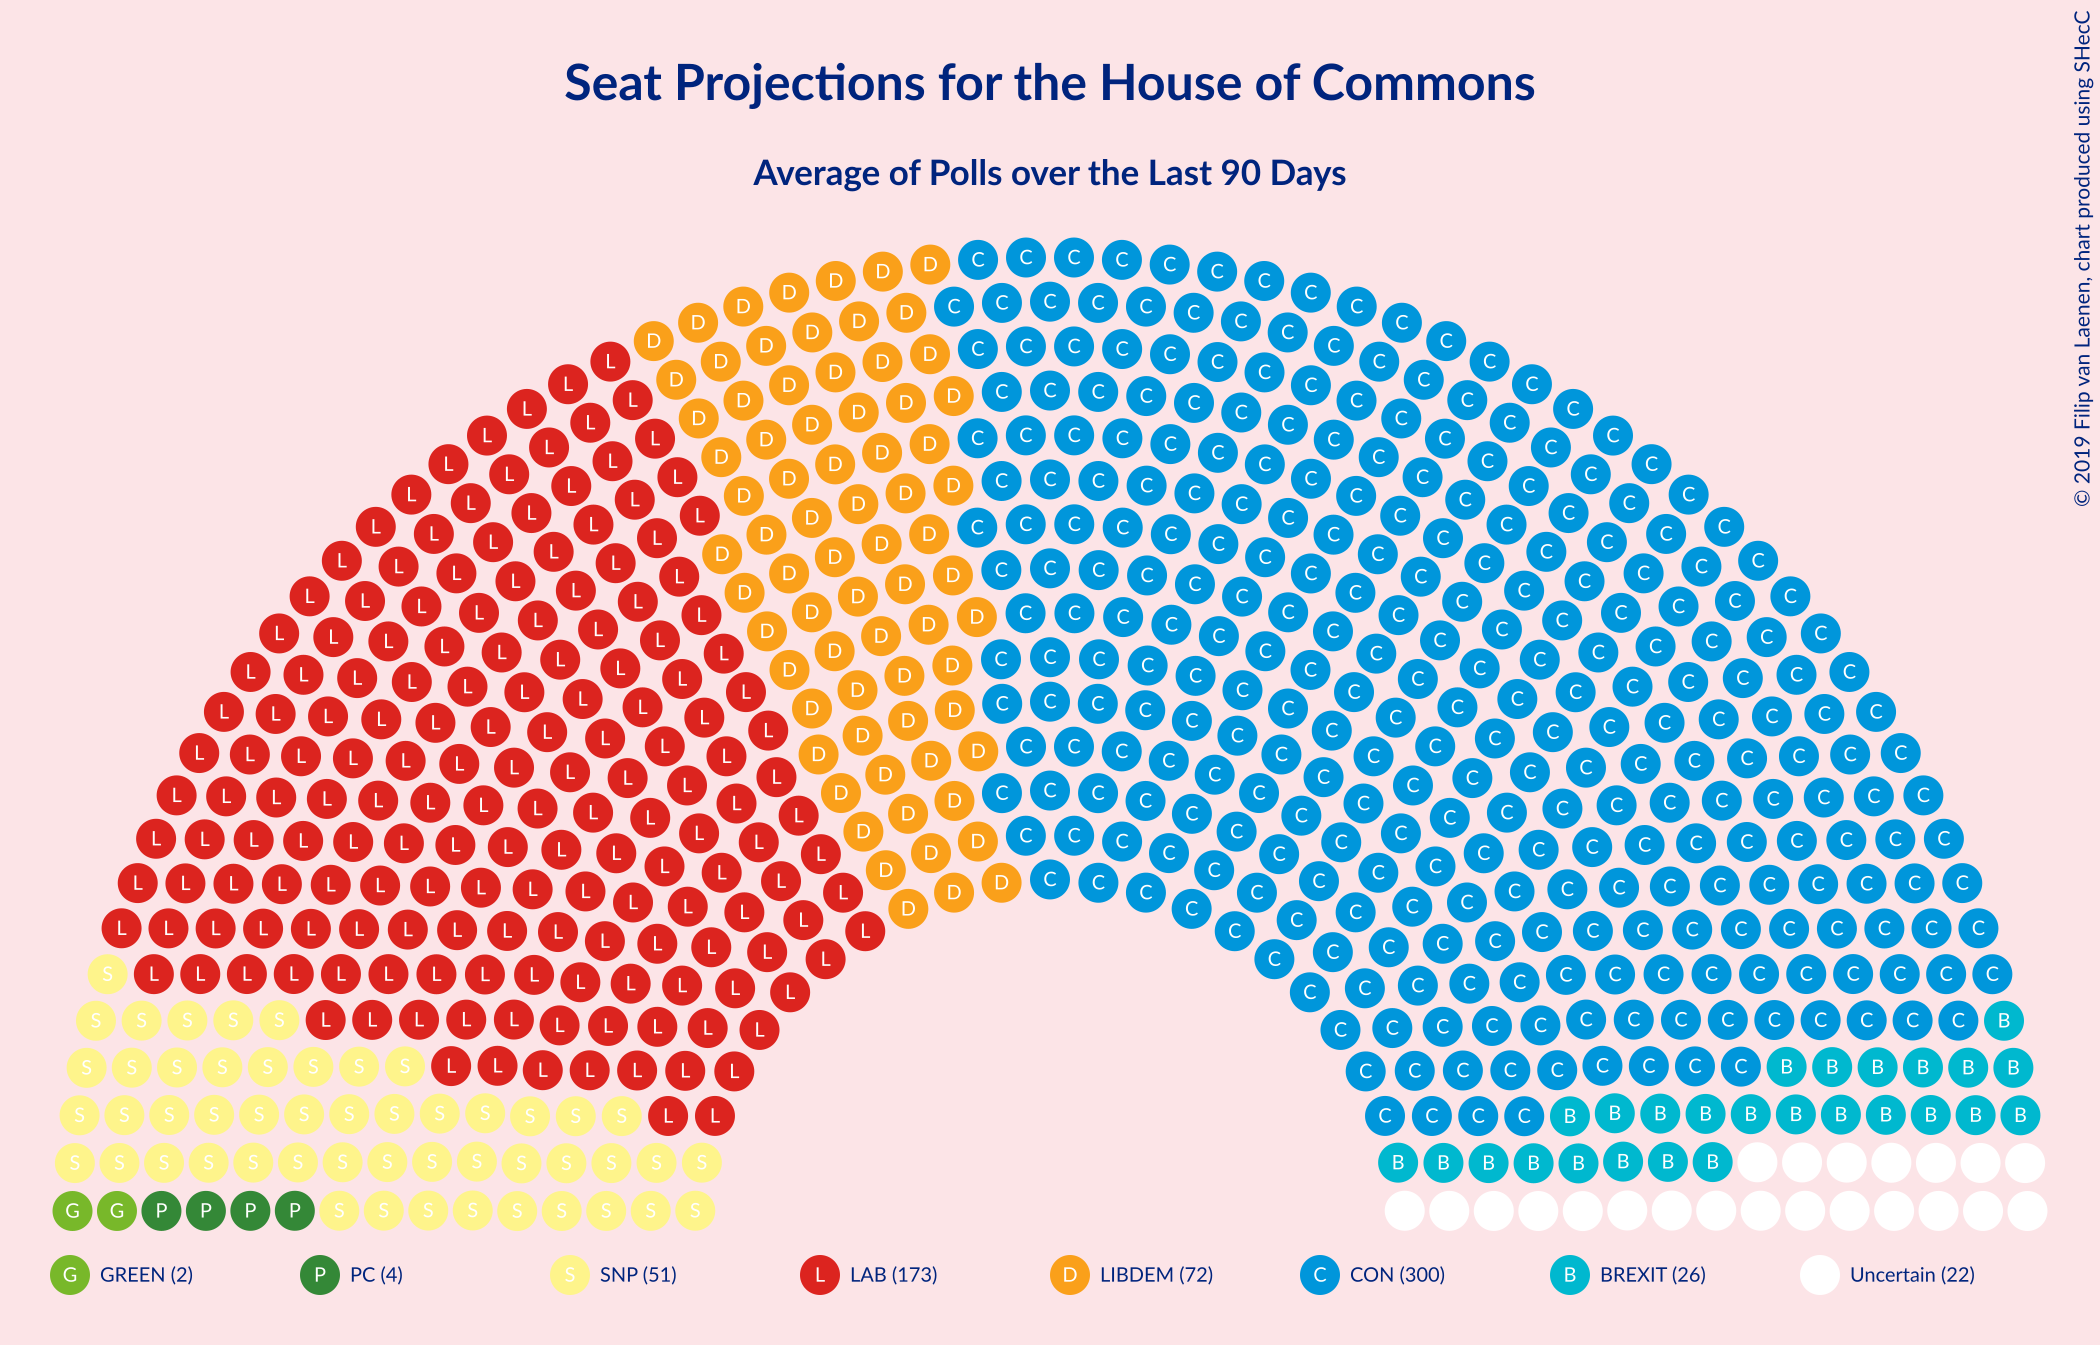 Seat Projections for the House of Commons
Average of Polls over the Last 90 Days
© 2019 Filip van Laenen, chart produced using SHecC
G GREEN (2)
P PC (4)
S SNP (51)
L LAB (173)
D LIBDEM (72)
C CON (300)
B BREXIT (26)
Uncertain (22)